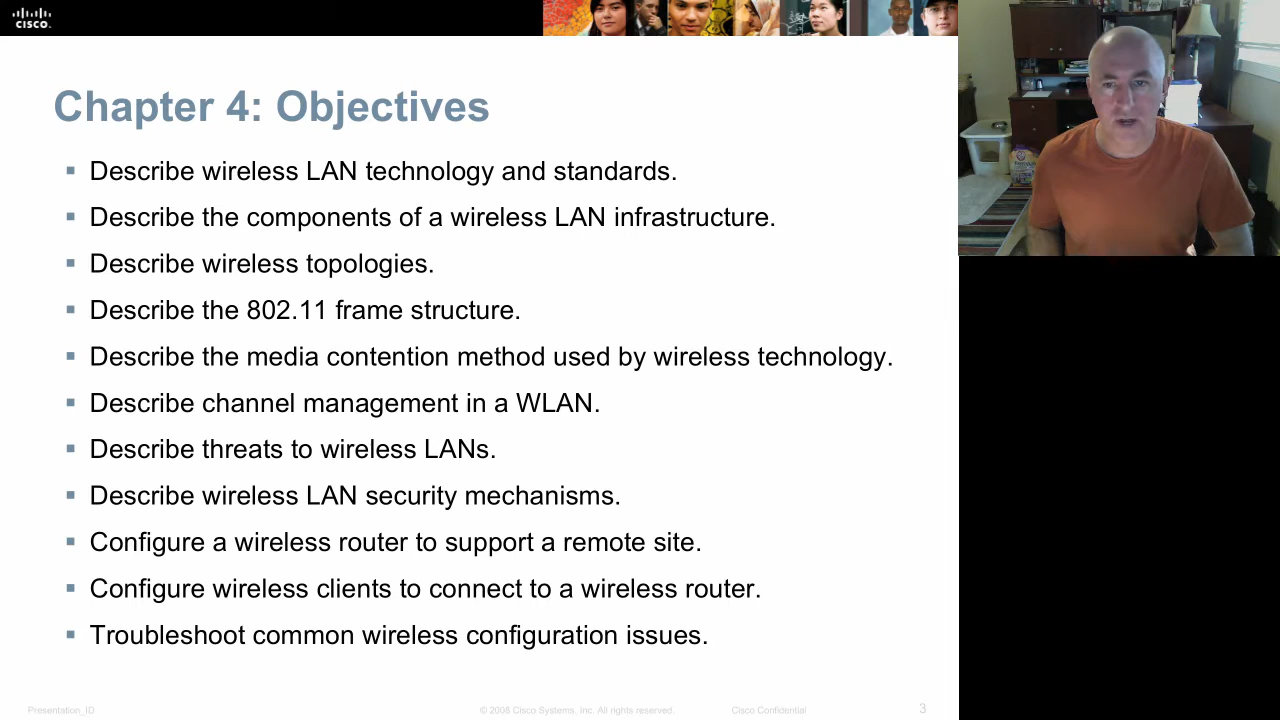 cisco.
Chapter 4: Objectives
Describe wireless LAN technology and standards.
Describe the components of a wireless LAN infrastructure.
Describe wireless topologies.
Describe the 802.11 frame structure.
Describe the media contention method used by wireless technology.
Describe channel management in a WLAN.
Describe threats to wireless LANs.
Describe wireless LAN security mechanisms.
Configure a wireless router to support a remote site.
Configure wireless clients to connect to a wireless router.
Troubleshoot common wireless configuration issues.
Presentation_ID © 2008 Cisco Systems, Inc. All rights reserved. Cisco Confidential 3